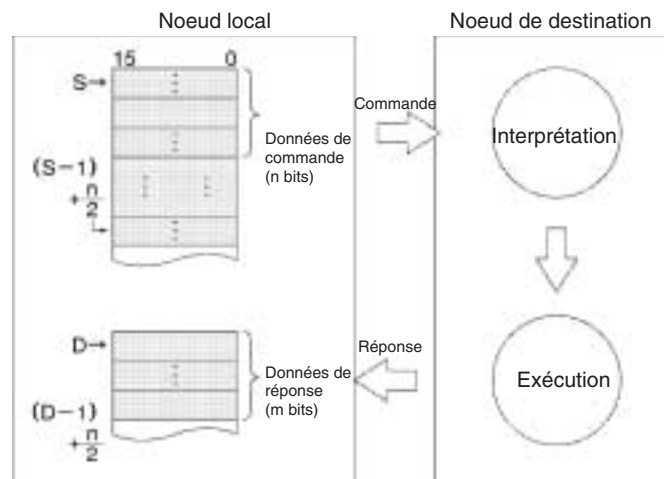 Noeud local
Noeud de destination
15 0
S→
Commande
Interprétation
Données de
commande
(n bits)
(S−1)
+n/2
D→
Réponse
Données de
réponse
(m bits)
Exécution
(D−1)
+n/2